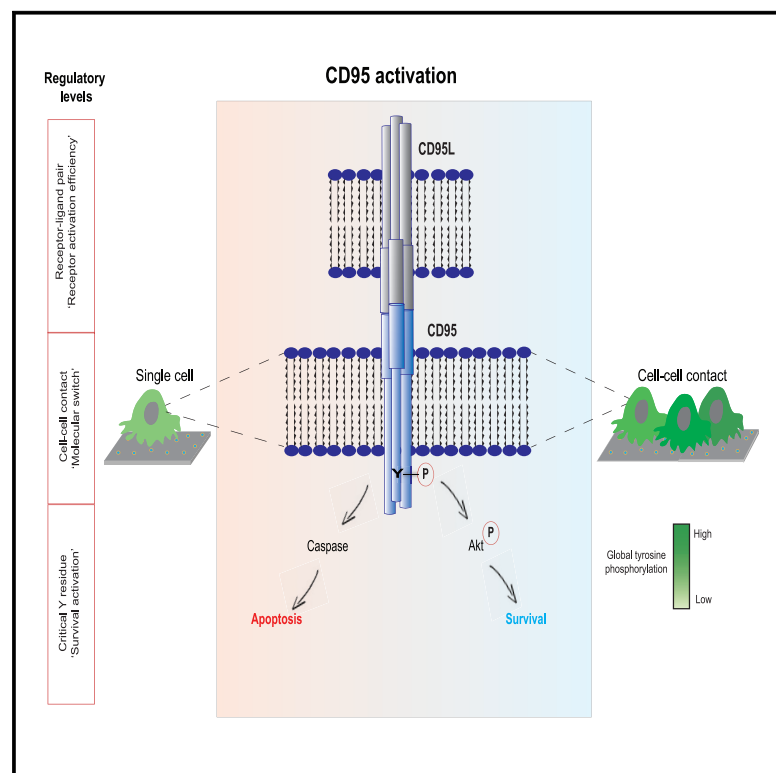 CD95 activation
Regulatory
levels
Receptor-ligand pair
'Receptor activation efficiency'
Cell-cell contact
'Molecular switch'
Critical Y residue
'Survival activation'
CD95L
CD95
Single cell
Cell-cell contact
Y
P
Caspase
Akt
P
Apoptosis
Survival
Global tyrosine
phosphorylation
High
Low